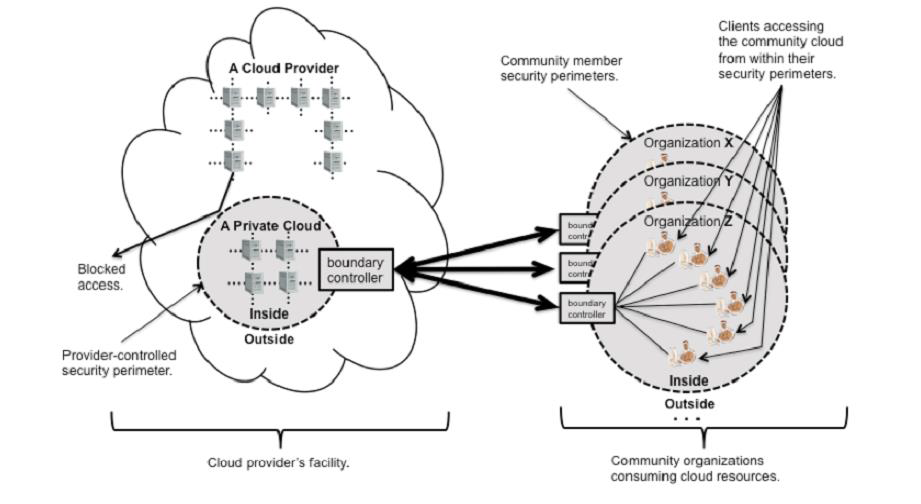 Clients accessing
the community cloud
from within their
security perimeters.
Community member
security perimeters.
A Cloud Provider
Organization X
Organization Y
Organization Z
A Private Cloud
boundary
controller
boundary
controller
Inside
Outside
Blocked
access.
Provider-controlled
security perimeter.
Inside
Outside
. . .
Cloud provider's facility.
Community organizations
consuming cloud resources.